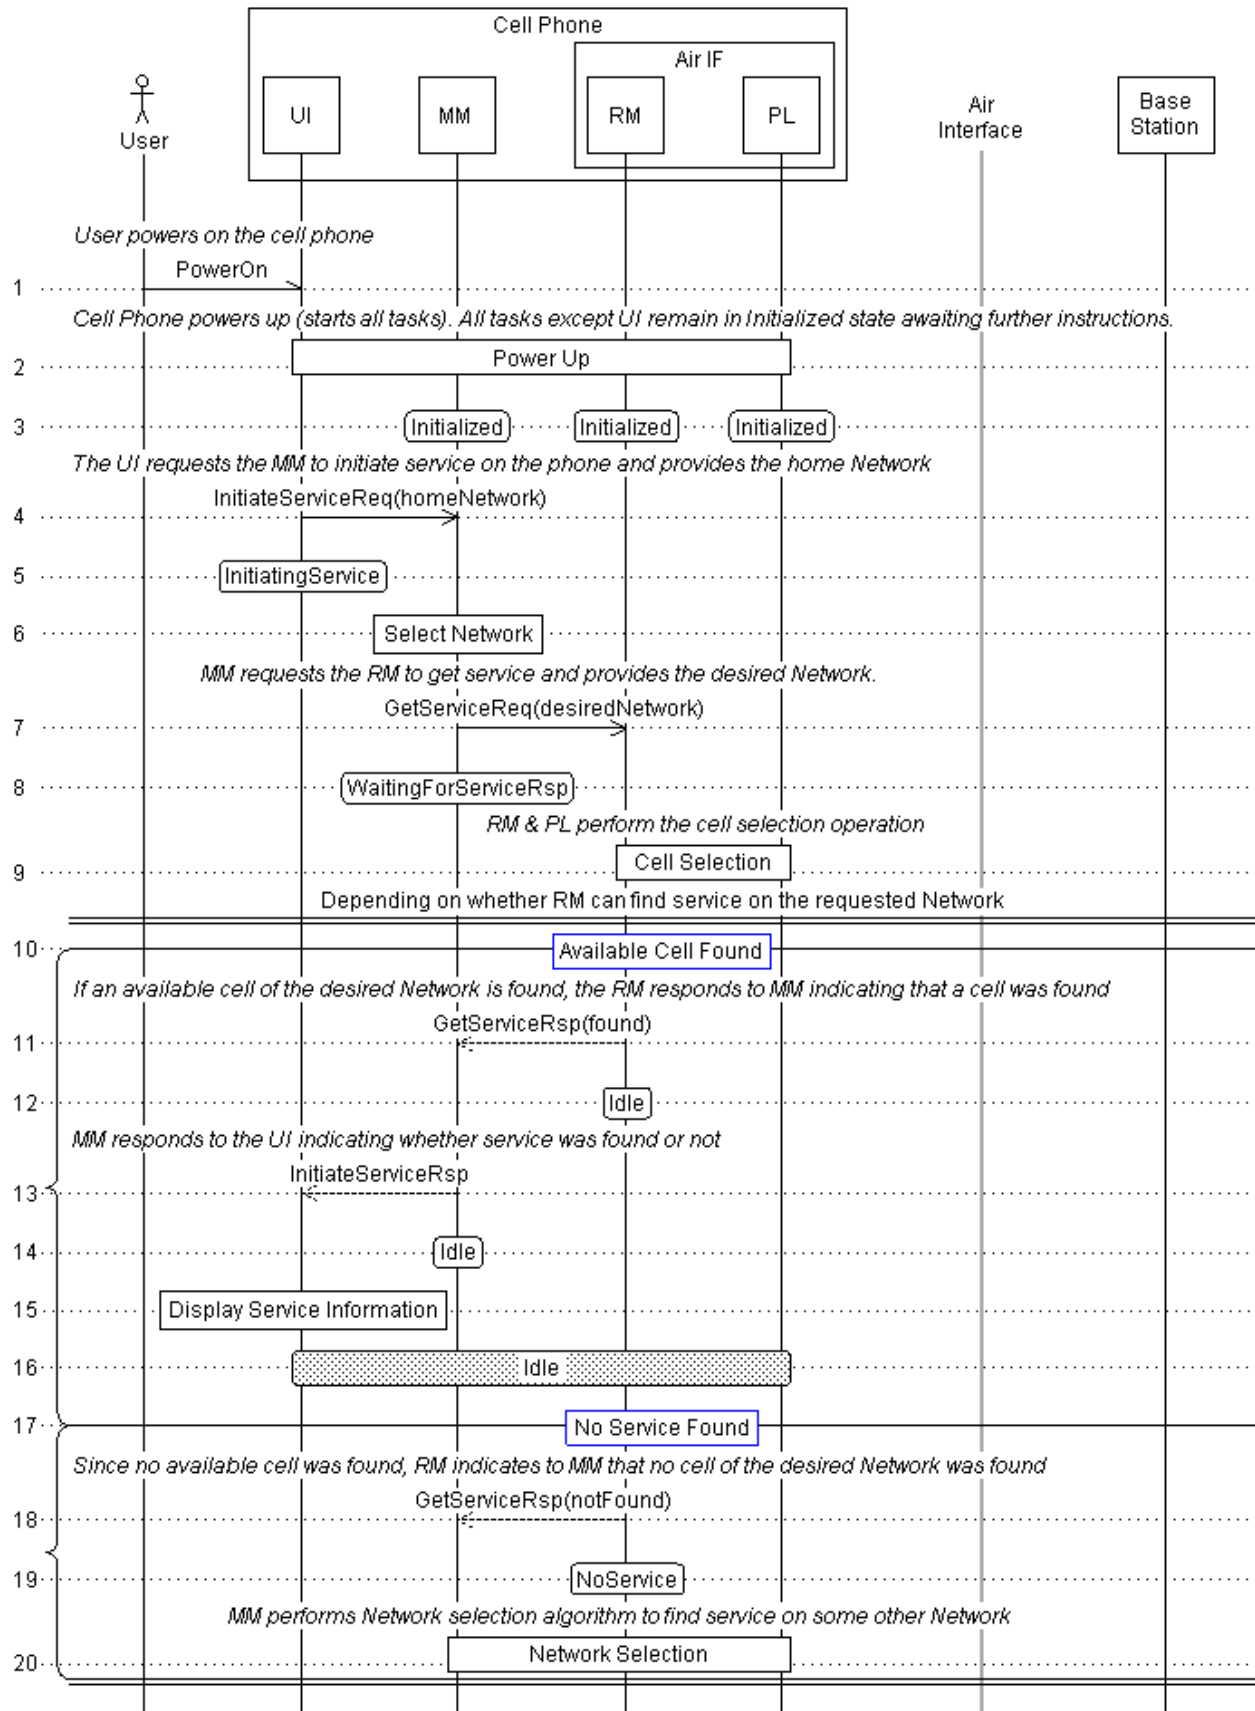 Cell Phone
Air IF
User
UI
MM
RM
PL
Air
Interface
Base
Station
User powers on the cell phone
PowerOn
1
Cell Phone powers up (starts all tasks). All tasks except UI remain in Initialized state awaiting further instructions.
2
Power Up
3
Initialized
Initialized
Initialized
The UI requests the MM to initiate service on the phone and provides the home Network
InitiateServiceReq(homeNetwork)
4
5
InitiatingService
6
Select Network
MM requests the RM to get service and provides the desired Network.
GetServiceReq(desiredNetwork)
7
8
WaitingForServiceRsp
RM & PL perform the cell selection operation
9
Cell Selection
Depending on whether RM can find service on the requested Network
10
Available Cell Found
If an available cell of the desired Network is found, the RM responds to MM indicating that a cell was found
GetServiceRsp(found)
11
12
Idle
MM responds to the UI indicating whether service was found or not
InitiateServiceRsp
13
14
Idle
15
Display Service Information
16
Idle
17
No Service Found
Since no available cell was found, RM indicates to MM that no cell of the desired Network was found
GetServiceRsp(notFound)
18
19
NoService
MM performs Network selection algorithm to find service on some other Network
20
Network Selection